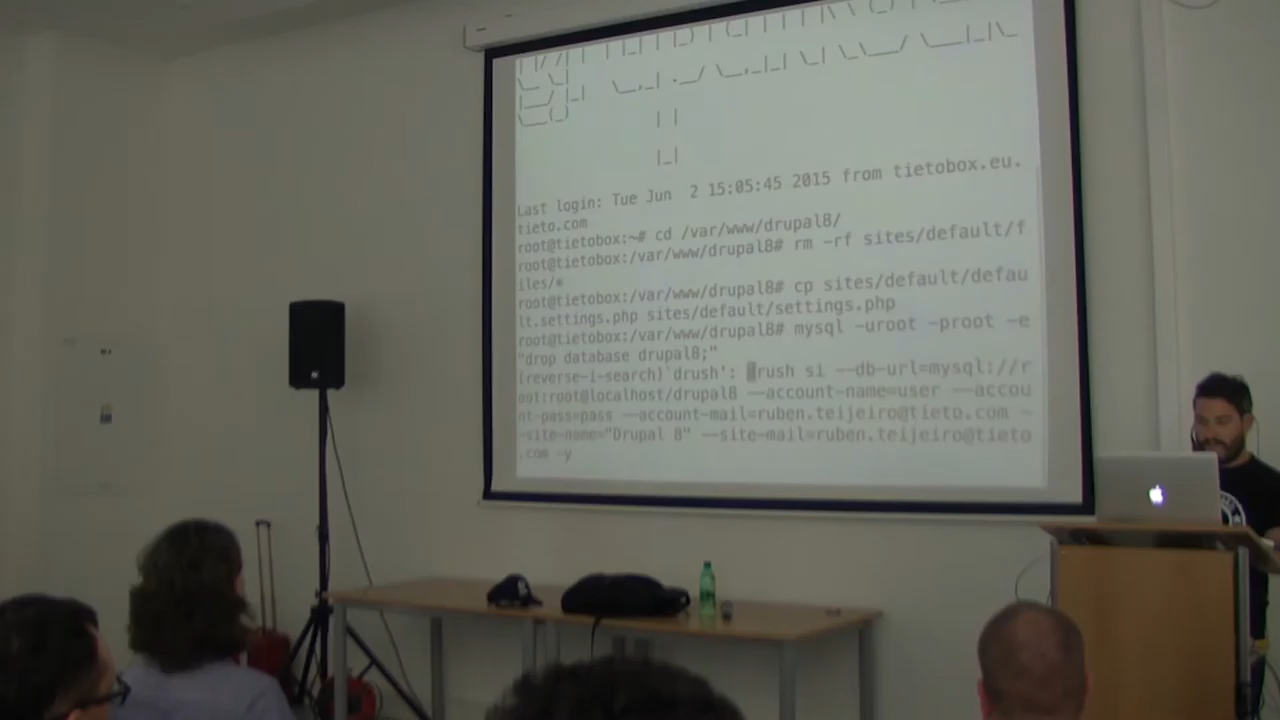 Last login: Tue Jun  2 15:05:45 2015 from tietobox.eu.
tieto.com
root@tietobox:~# cd /var/www/drupal8/
root@tietobox:/var/www/drupal8# rm -rf sites/default/f
iles/*
root@tietobox:/var/www/drupal8# cp sites/default/defau
lt.settings.php sites/default/settings.php
root@tietobox:/var/www/drupal8# mysql -uroot -proot -e
"drop database drupal8;"
(reverse-i-search)`drush': drush si --db-url=mysql://r
oot:root@localhost/drupal8 --account-name=user --accou
nt-pass=pass --account-mail=ruben.teijeiro@tieto.com -
-site-name="Drupal 8" --site-mail=ruben.teijeiro@tieto
.com -y